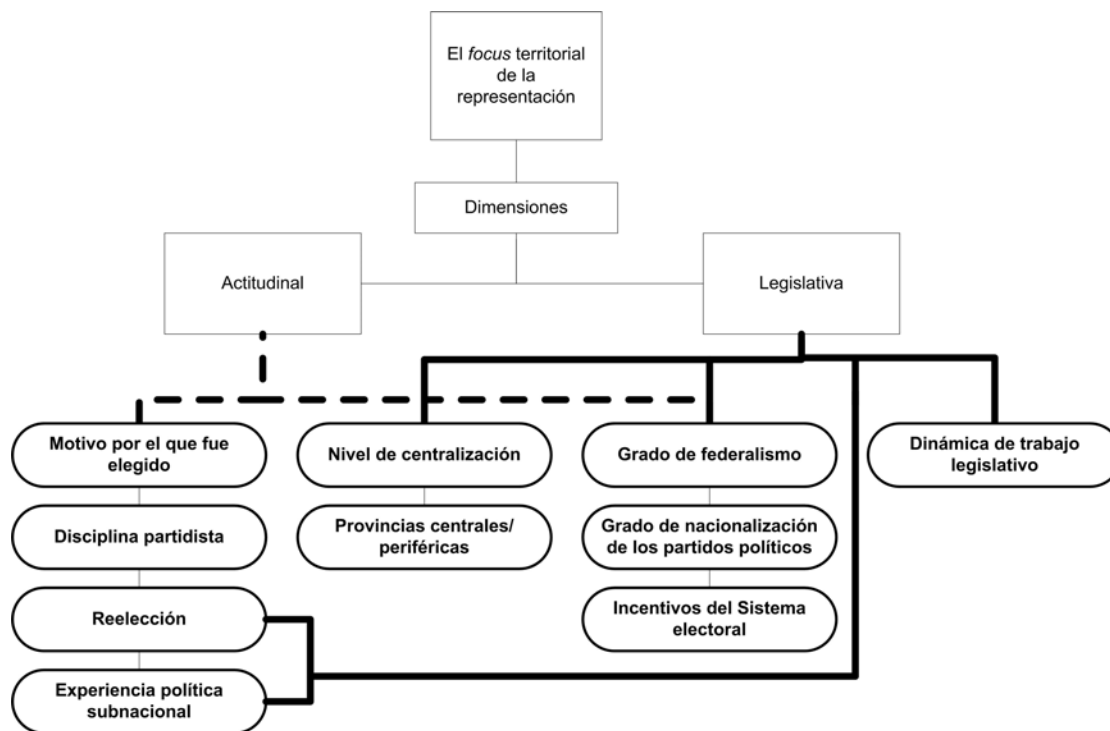 El focus territorial
de la
representación
Dimensiones
Actitudinal
Legislativa
Motivo por el que fue
elegido
Nivel de centralización
Grado de federalismo
Dinámica de trabajo
legislativo
Disciplina partidista
Provincias centrales/
periféricas
Grado de nacionalización
de los partidos políticos
Reelección
Incentivos del Sistema
electoral
Experiencia política
subnacional